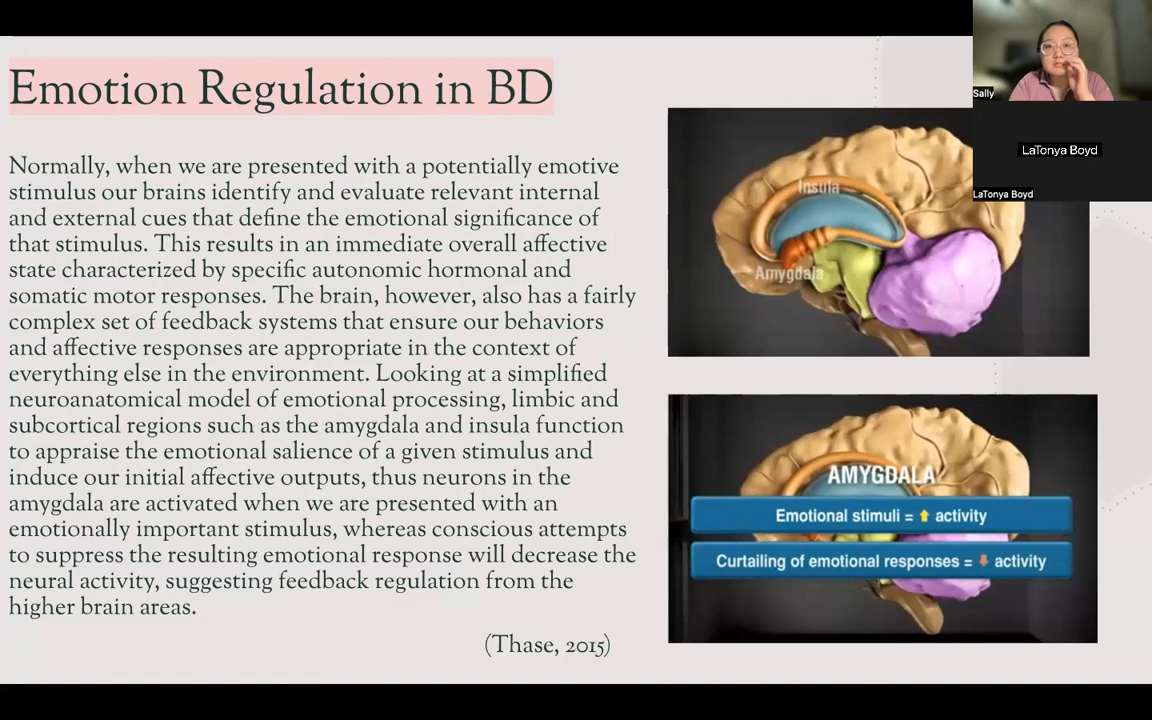 Emotion Regulation in BD
Normally, when we are presented with a potentially emotive
stimulus our brains identify and evaluate relevant internal
and external cues that define the emotional significance of
that stimulus. This results in an immediate overall affective
state characterized by specific autonomic hormonal and
somatic motor responses. The brain, however, also has a fairly
complex set of feedback systems that ensure our behaviors
and affective responses are appropriate in the context of
everything else in the environment. Looking at a simplified
neuroanatomical model of emotional processing, limbic and
subcortical regions such as the amygdala and insula function
to appraise the emotional salience of a given stimulus and
induce our initial affective outputs, thus neurons in the
amygdala are activated when we are presented with an
emotionally important stimulus, whereas conscious attempts
to suppress the resulting emotional response will decrease the
neural activity, suggesting feedback regulation from the
higher brain areas.
(Thase, 2015)
Insula
Amygdala
AMYGDALA
Emotional stimuli = ⬆ activity
Curtailing of emotional responses = ⬇ activity
Sally
LaTonya Boyd
LaTonya Boyd